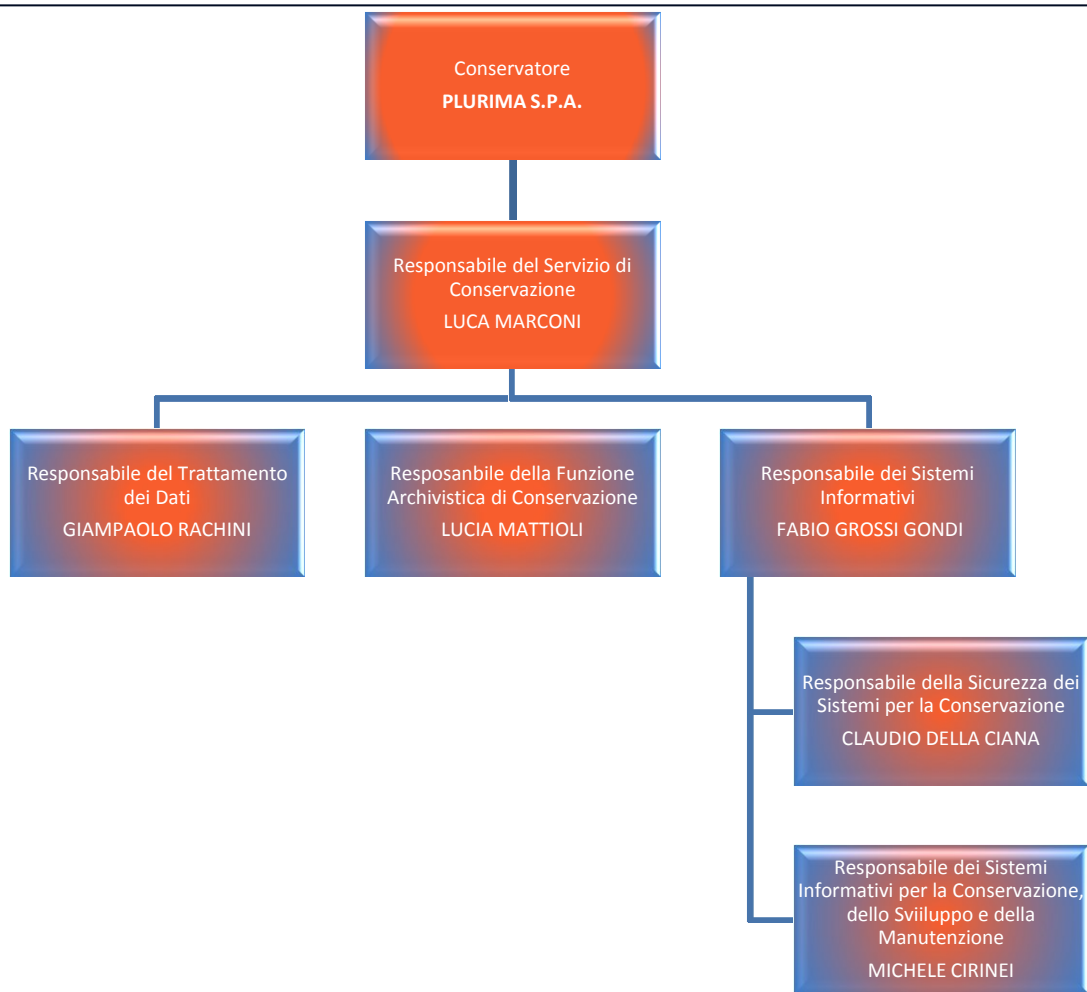 Conservatore
PLURIMA S.P.A.
Responsabile del Servizio di
Conservazione
LUCA MARCONI
Responsabile del Trattamento
dei Dati
GIAMPAOLO RACHINI
Resposanbile della Funzione
Archivistica di Conservazione
LUCIA MATTIOLI
Responsabile dei Sistemi
Informativi
FABIO GROSSI GONDI
Responsabile della Sicurezza dei
Sistemi per la Conservazione
CLAUDIO DELLA CIANA
Responsabile dei Sistemi
Informativi per la Conservazione,
dello Sviiluppo e della
Manutenzione
MICHELE CIRINEI